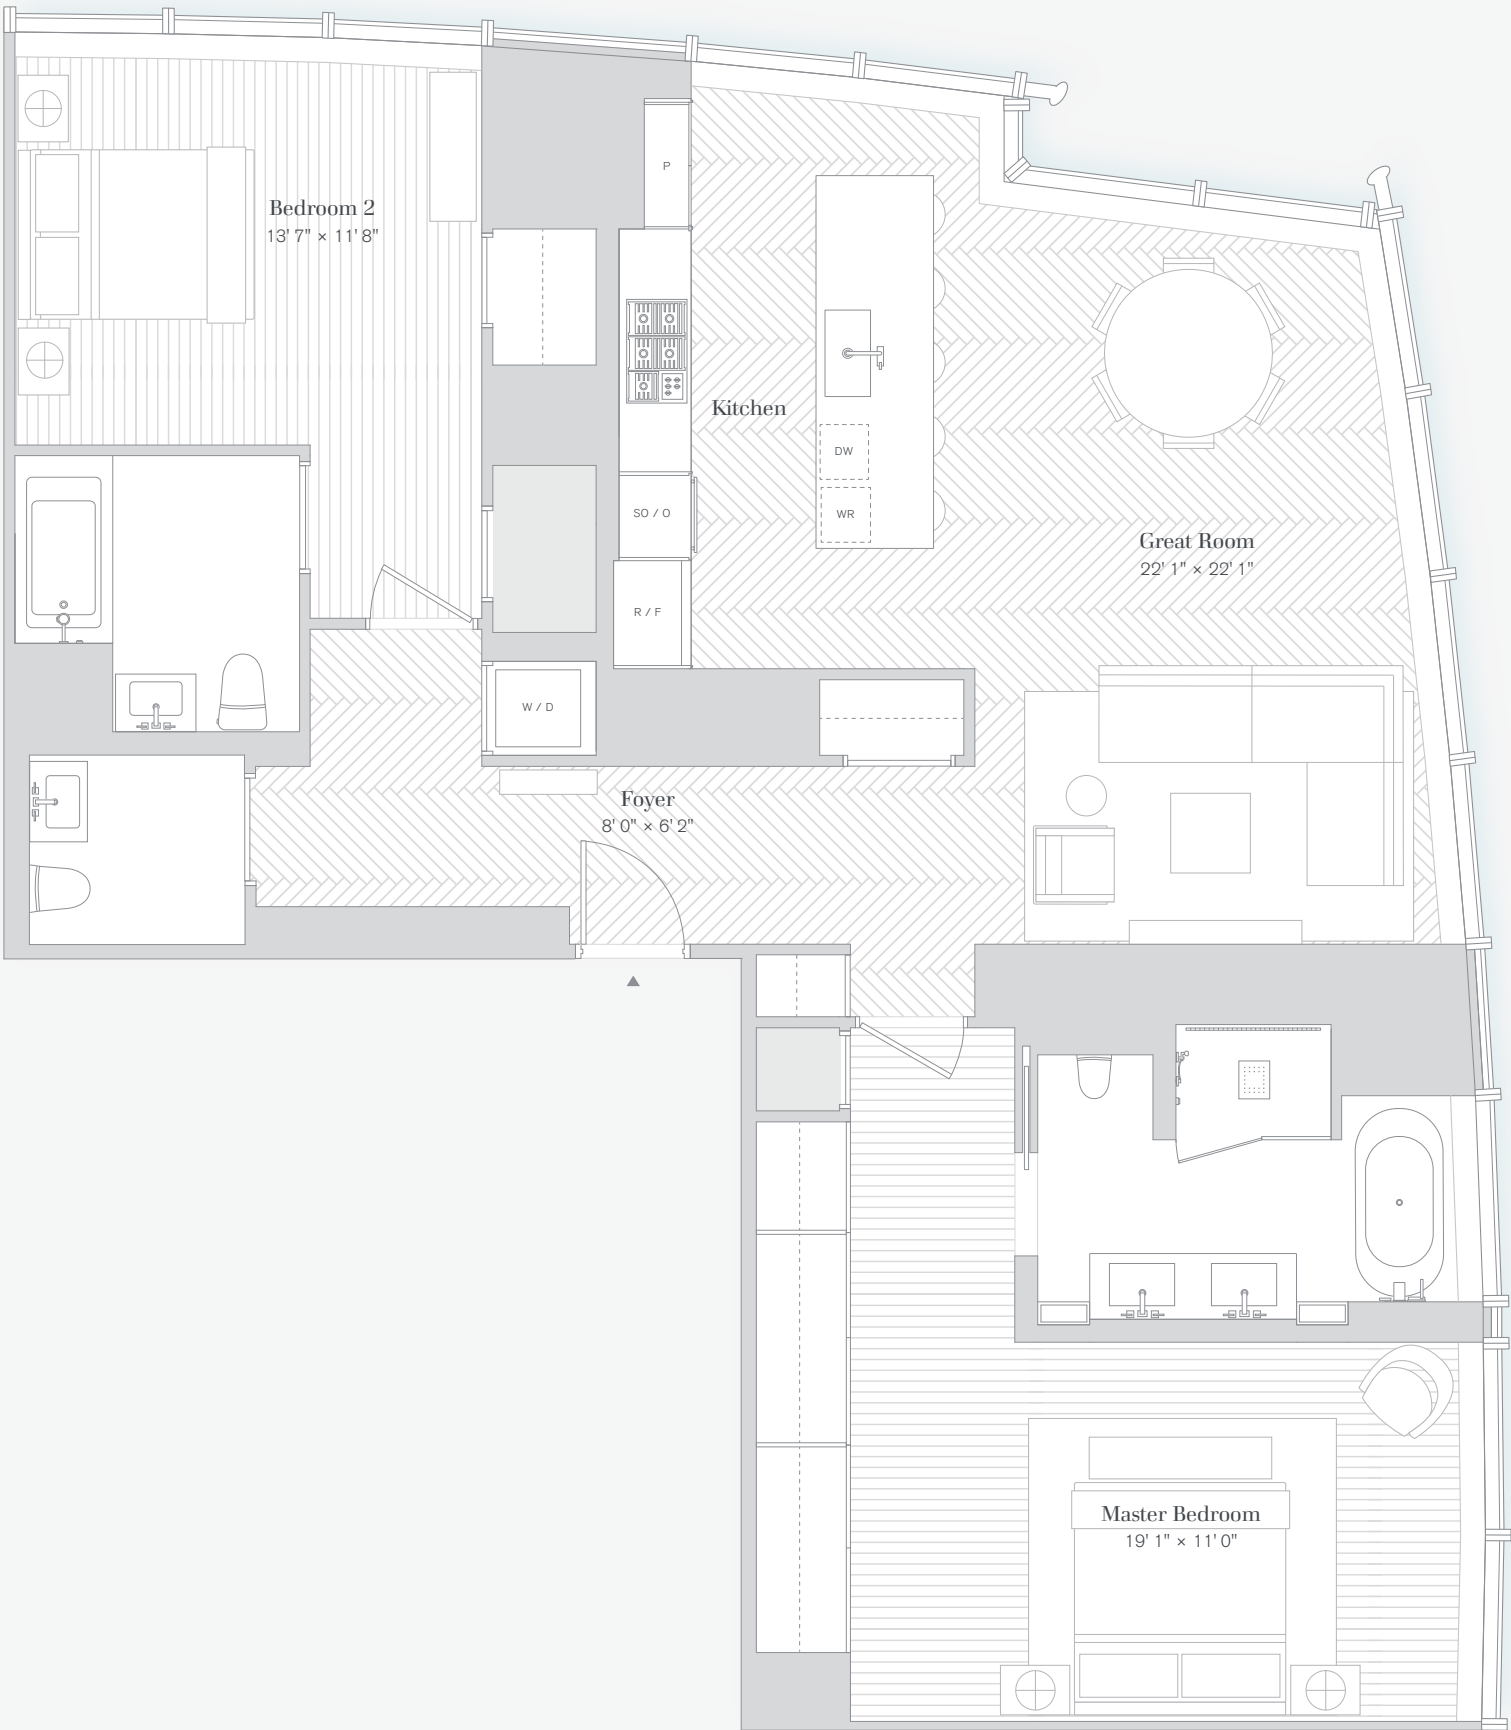 P
Bedroom 2
13' 7" × 11' 8"
Kitchen
DW
SO / O
WR
Great Room
22' 1" × 22' 1"
R / F
W / D
Foyer
8' 0" × 6' 2"
Master Bedroom
19' 1" × 11' 0"